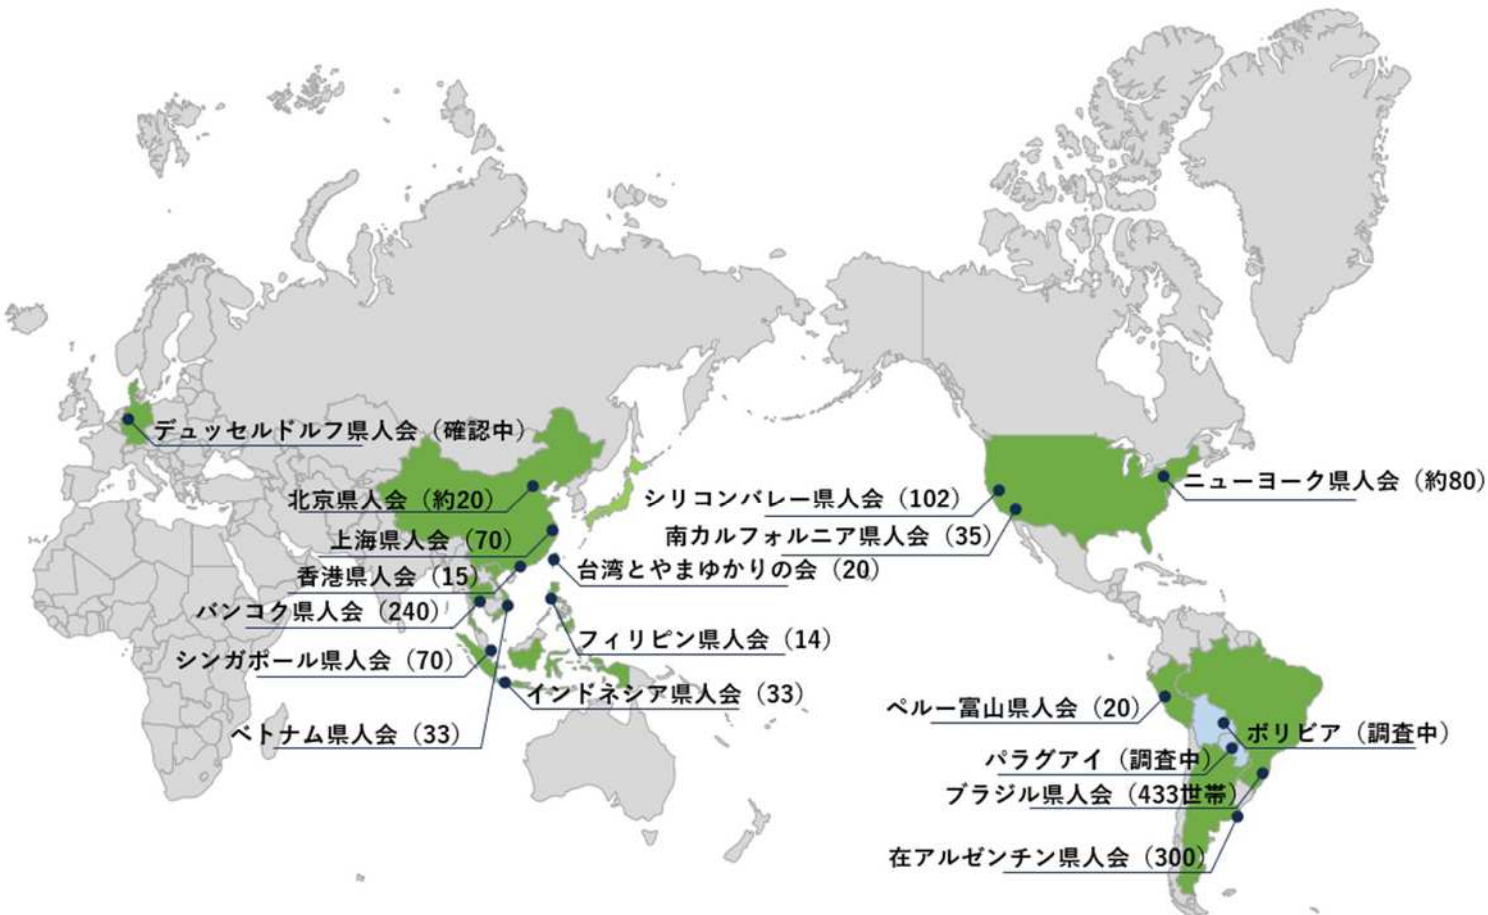 デュッセルドルフ県人会（確認中）
北京県人会（約20）
上海県人会（70）
香港県人会（15）
バンコク県人会（240）
シンガポール県人会（70）
ベトナム県人会（33）
台湾とやまゆかりの会（20）
フィリピン県人会（14）
インドネシア県人会（33）
シリコンバレー県人会（102）
南カルフォルニア県人会（35）
ニューヨーク県人会（約80）
ペルー富山県人会（20）
ボリビア（調査中）
パラグアイ（調査中）
ブラジル県人会（433世帯）
在アルゼンチン県人会（300）